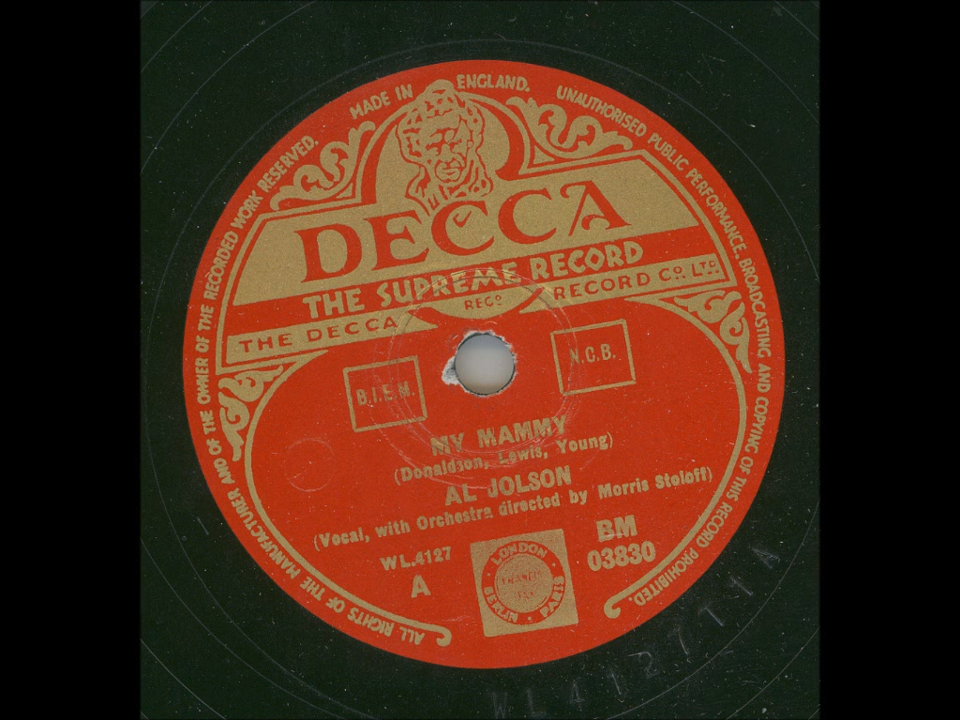 MADE IN ENGLAND.
UNAUTHORISED PUBLIC PERFORMANCE, BROADCASTING AND COPYING OF THIS RECORD PROHIBITED.
ALL RIGHTS OF THE MANUFACTURER AND OF THE OWNER OF THE RECORDED WORK RESERVED.
DECCA
THE SUPREME RECORD
THE DECCA REGD RECORD CO. LTD.
B.I.E.M.
N.C.B.
MY MAMMY
(Donaldson, Lewis, Young)
AL JOLSON
(Vocal, with Orchestra directed by Morris Stoloff)
WL.4127
A
BM
03830
LONDON
BERLIN • PARIS
WL4127T1A